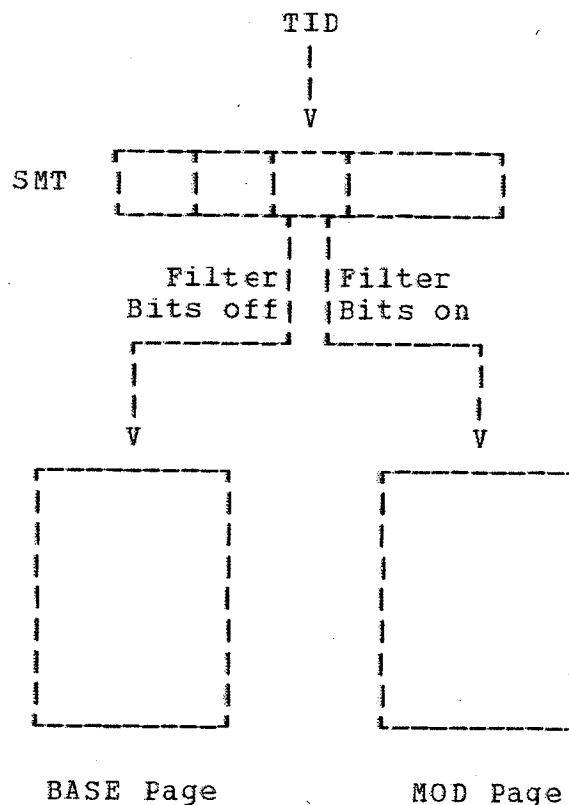 TID
V
SMT
Filter Filter
Bits off Bits on
V V
BASE Page MOD Page